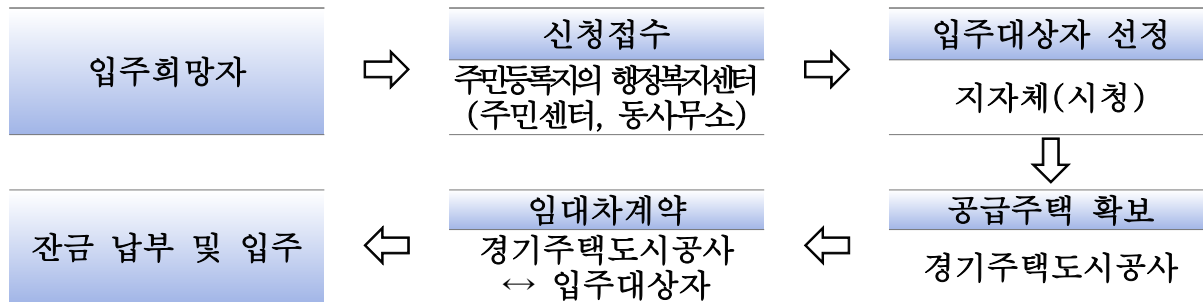 입주희망자
신청접수
주민등록지의 행정복지센터
(주민센터, 동사무소)
입주대상자 선정
지자체(시청)
공급주택 확보
경기주택도시공사
임대차계약
경기주택도시공사
↔ 입주대상자
잔금 납부 및 입주